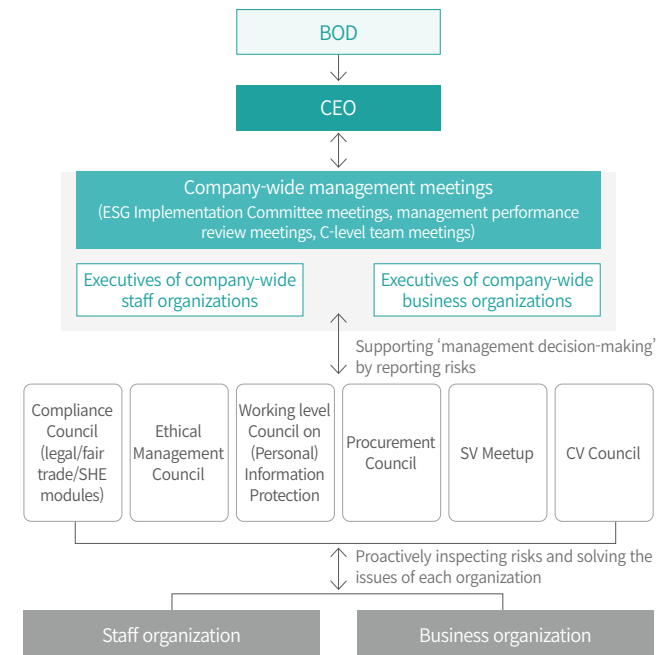 BOD
CEO
Company-wide management meetings
(ESG Implementation Committee meetings, management performance
review meetings, C-level team meetings)
Executives of company-wide
staff organizations
Executives of company-wide
business organizations
Supporting ‘management decision-making’
by reporting risks
Compliance
Council
(legal/fair
trade/SHE
modules)
Ethical
Management
Council
Working level
Council on
(Personal)
Information
Protection
Procurement
Council
SV Meetup
CV Council
Proactively inspecting risks and solving the
issues of each organization
Staff organization
Business organization